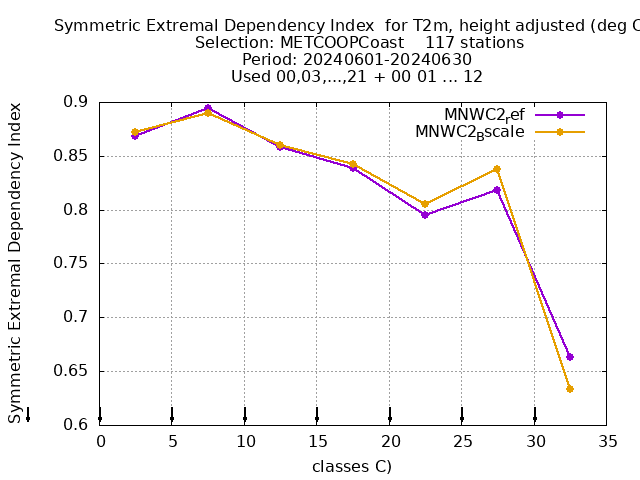 Symmetric Extremal Dependency Index  for T2m, height adjusted (deg C
Selection: METCOOPCoast    117 stations
Period: 20240601-20240630
Used 00,03,...,21 + 00 01 ... 12
Symmetric Extremal Dependency Index
0.9
0.85
0.8
0.75
0.7
0.65
0.6
MNWC2ref
MNWC2Bscale
0 5 10 15 20 25 30 35
classes C)